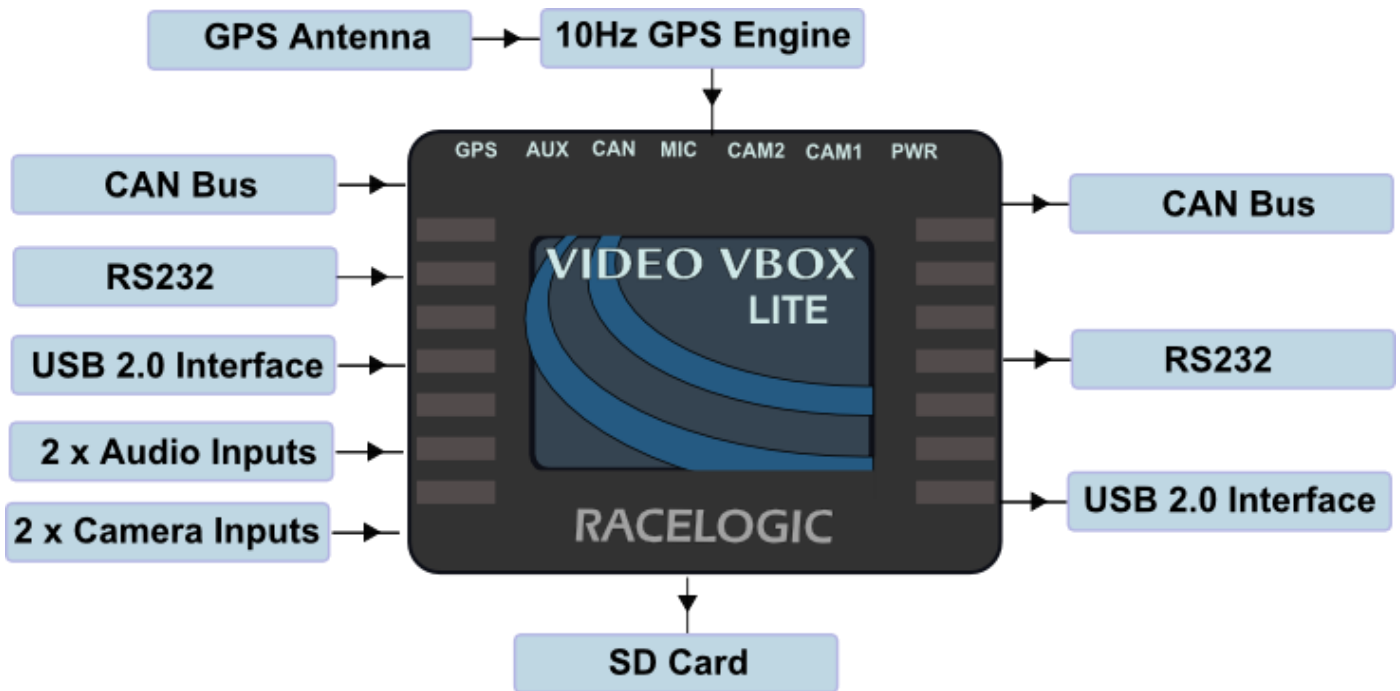 GPS Antenna
10Hz GPS Engine
GPS AUX CAN MIC CAM2 CAM1 PWR
CAN Bus
RS232
USB 2.0 Interface
2 x Audio Inputs
2 x Camera Inputs
VIDEO VBOX
LITE
RACELOGIC
CAN Bus
RS232
USB 2.0 Interface
SD Card